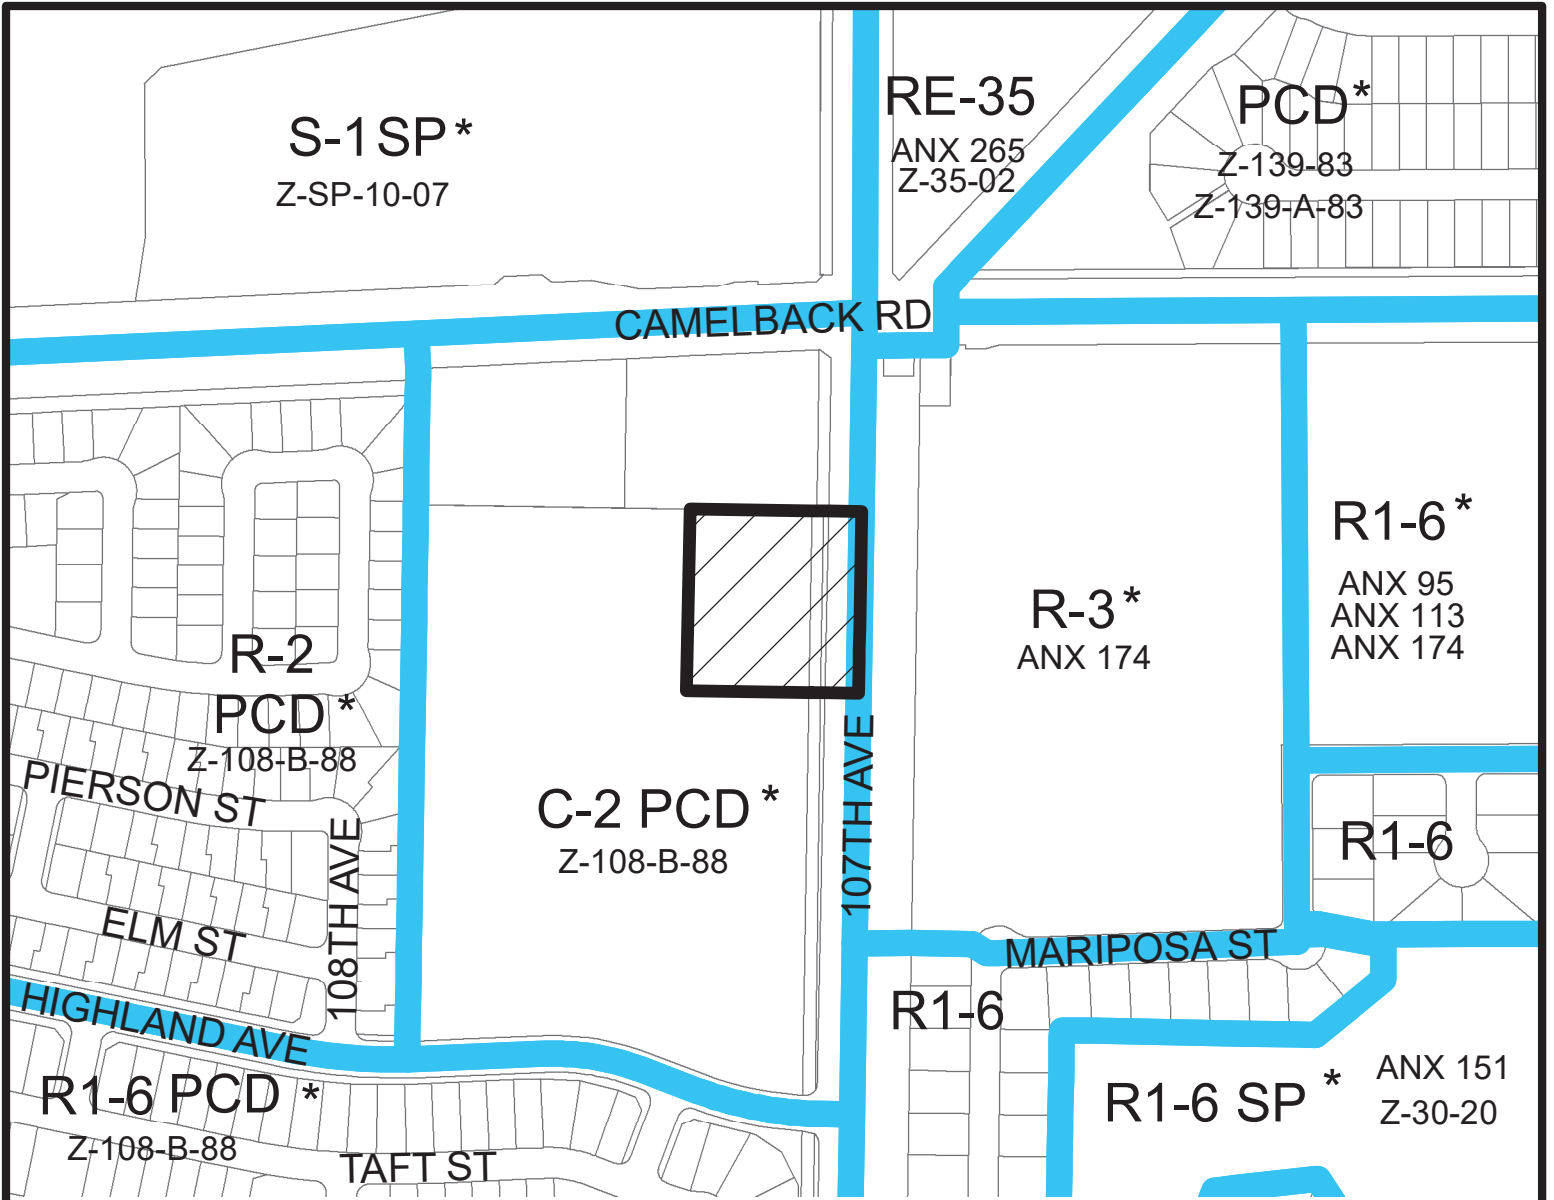 S-1 SP *
Z-SP-10-07
RE-35
ANX 265
Z-35-02
PCD *
Z-139-83
Z-139-A-83
CAMELBACK RD
R-2
PCD *
Z-108-B-88
R-3 *
ANX 174
R1-6 *
ANX 95
ANX 113
ANX 174
C-2 PCD *
Z-108-B-88
107TH AVE
PIERSON ST
108TH AVE
ELM ST
R1-6
MARIPOSA ST
R1-6
HIGHLAND AVE
R1-6 PCD *
Z-108-B-88
TAFT ST
R1-6 SP *
ANX 151
Z-30-20